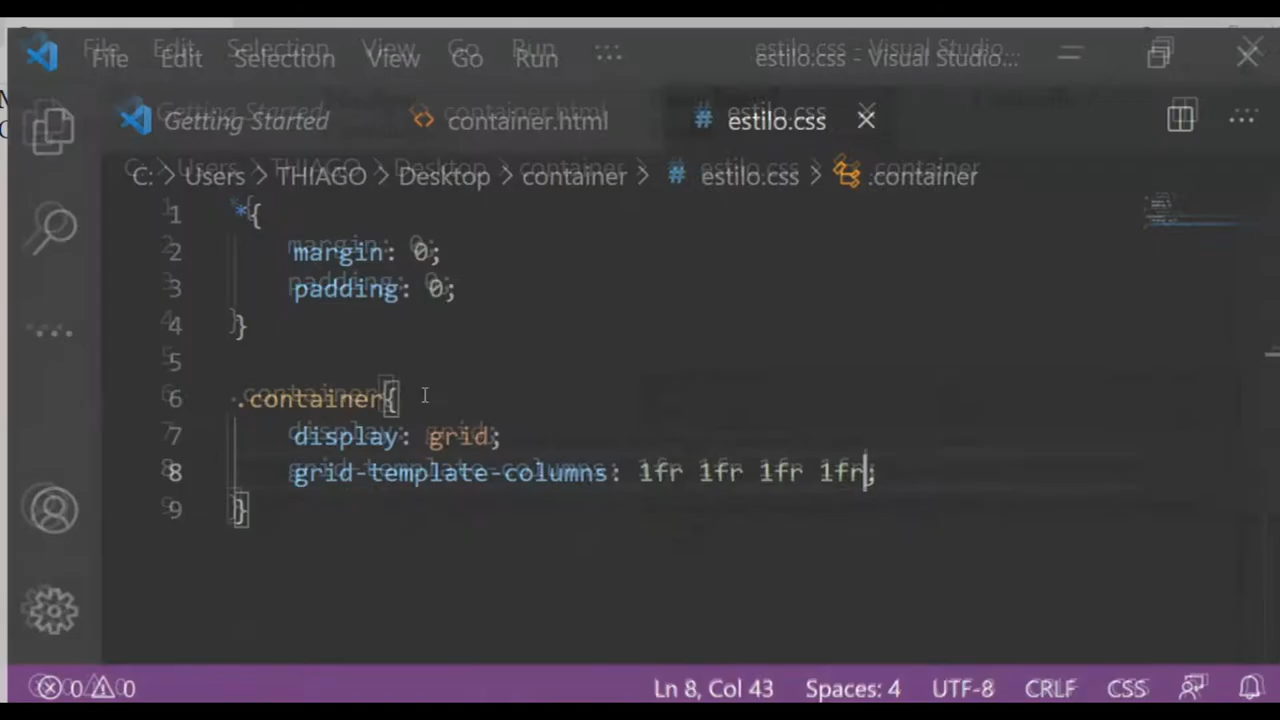 File Edit Selection View Go Run ··· estilo.css - Visual Studio...
Getting Started <> container.html # estilo.css
C: > Users > THIAGO > Desktop > container > # estilo.css > .container
1 *{
2 margin: 0;
3 padding: 0;
4 }
5
6 .container{
7 display: grid;
8 grid-template-columns: 1fr 1fr 1fr 1fr;
9 }
0 0 Ln 8, Col 43 Spaces: 4 UTF-8 CRLF CSS